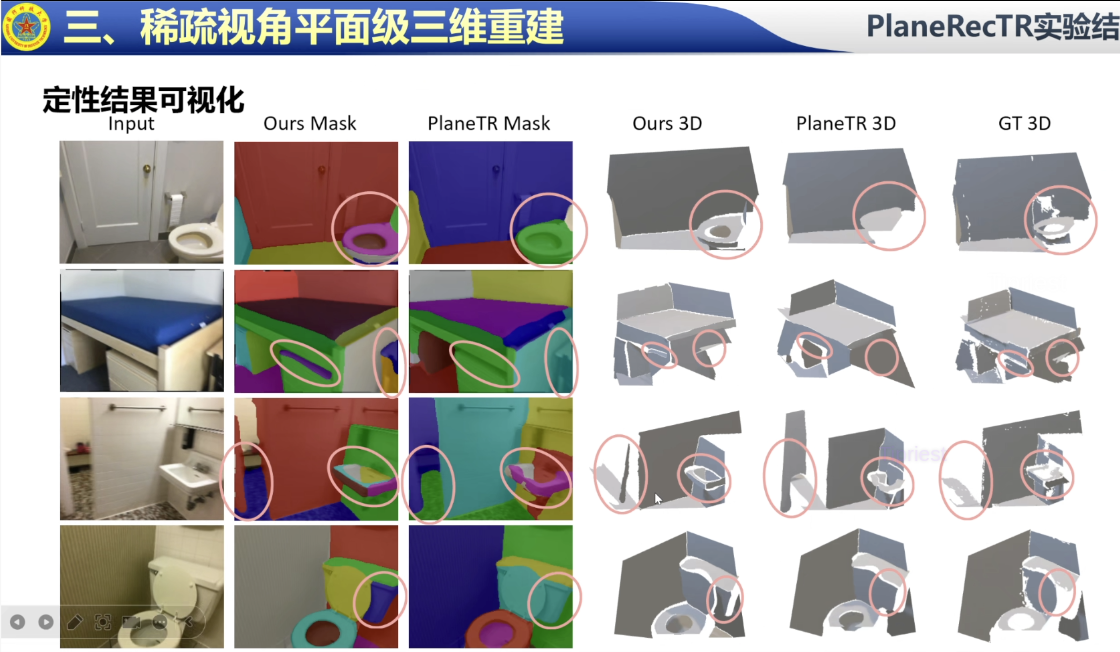 三、稀疏视角平面级三维重建
PlaneRecTR实验结
定性结果可视化
Input
Ours Mask
PlaneTR Mask
Ours 3D
PlaneTR 3D
GT 3D